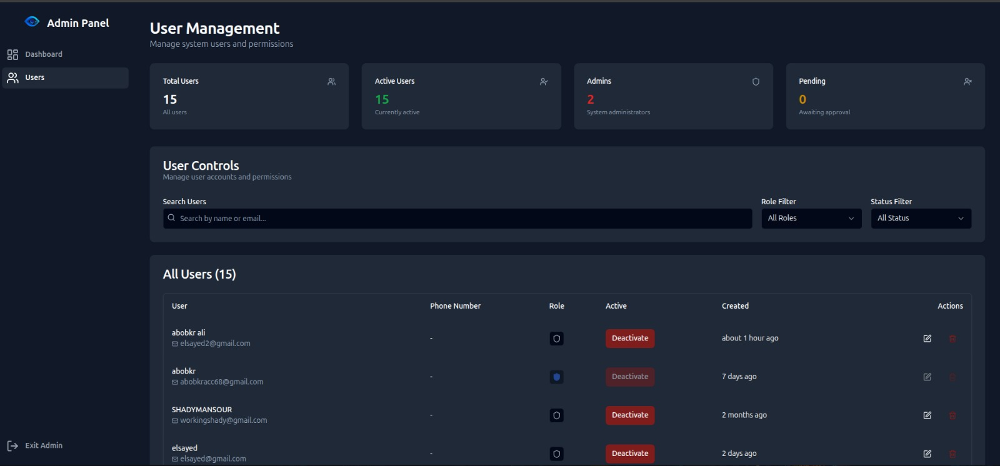 Admin Panel
Dashboard
Users
Exit Admin
User Management
Manage system users and permissions
Total Users
15
All users
Active Users
15
Currently active
Admins
2
System administrators
Pending
0
Awaiting approval
User Controls
Manage user accounts and permissions
Search Users
Search by name or email...
Role Filter
All Roles
Status Filter
All Status
All Users (15)
User Phone Number Role Active Created Actions
abobkr ali
elsayed2@gmail.com
- Deactivate about 1 hour ago
abobkr
abobkracc68@gmail.com
- Deactivate 7 days ago
SHADYMANSOUR
workingshady@gmail.com
- Deactivate 2 months ago
elsayed
elsayed@gmail.com
- Deactivate 2 days ago